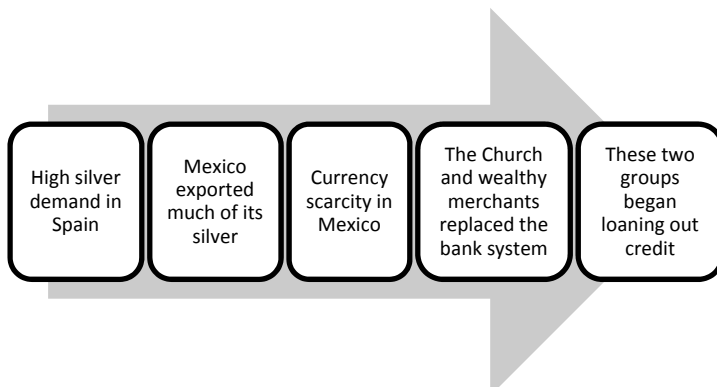 High silver
demand in
Spain
Mexico
exported
much of its
silver
Currency
scarcity in
Mexico
The Church
and wealthy
merchants
replaced the
bank system
These two
groups
began
loaning out
credit